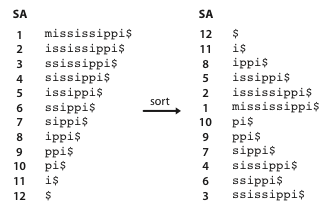 SA
1 mississippi$
2 ississippi$
3 ssissippi$
4 sissippi$
5 issippi$
6 ssippi$
7 sippi$
8 ippi$
9 ppi$
10 pi$
11 i$
12 $
sort
SA
12 $
11 i$
8 ippi$
5 issippi$
2 ississippi$
1 mississippi$
10 pi$
9 ppi$
7 sippi$
4 sissippi$
6 ssippi$
3 ssissippi$